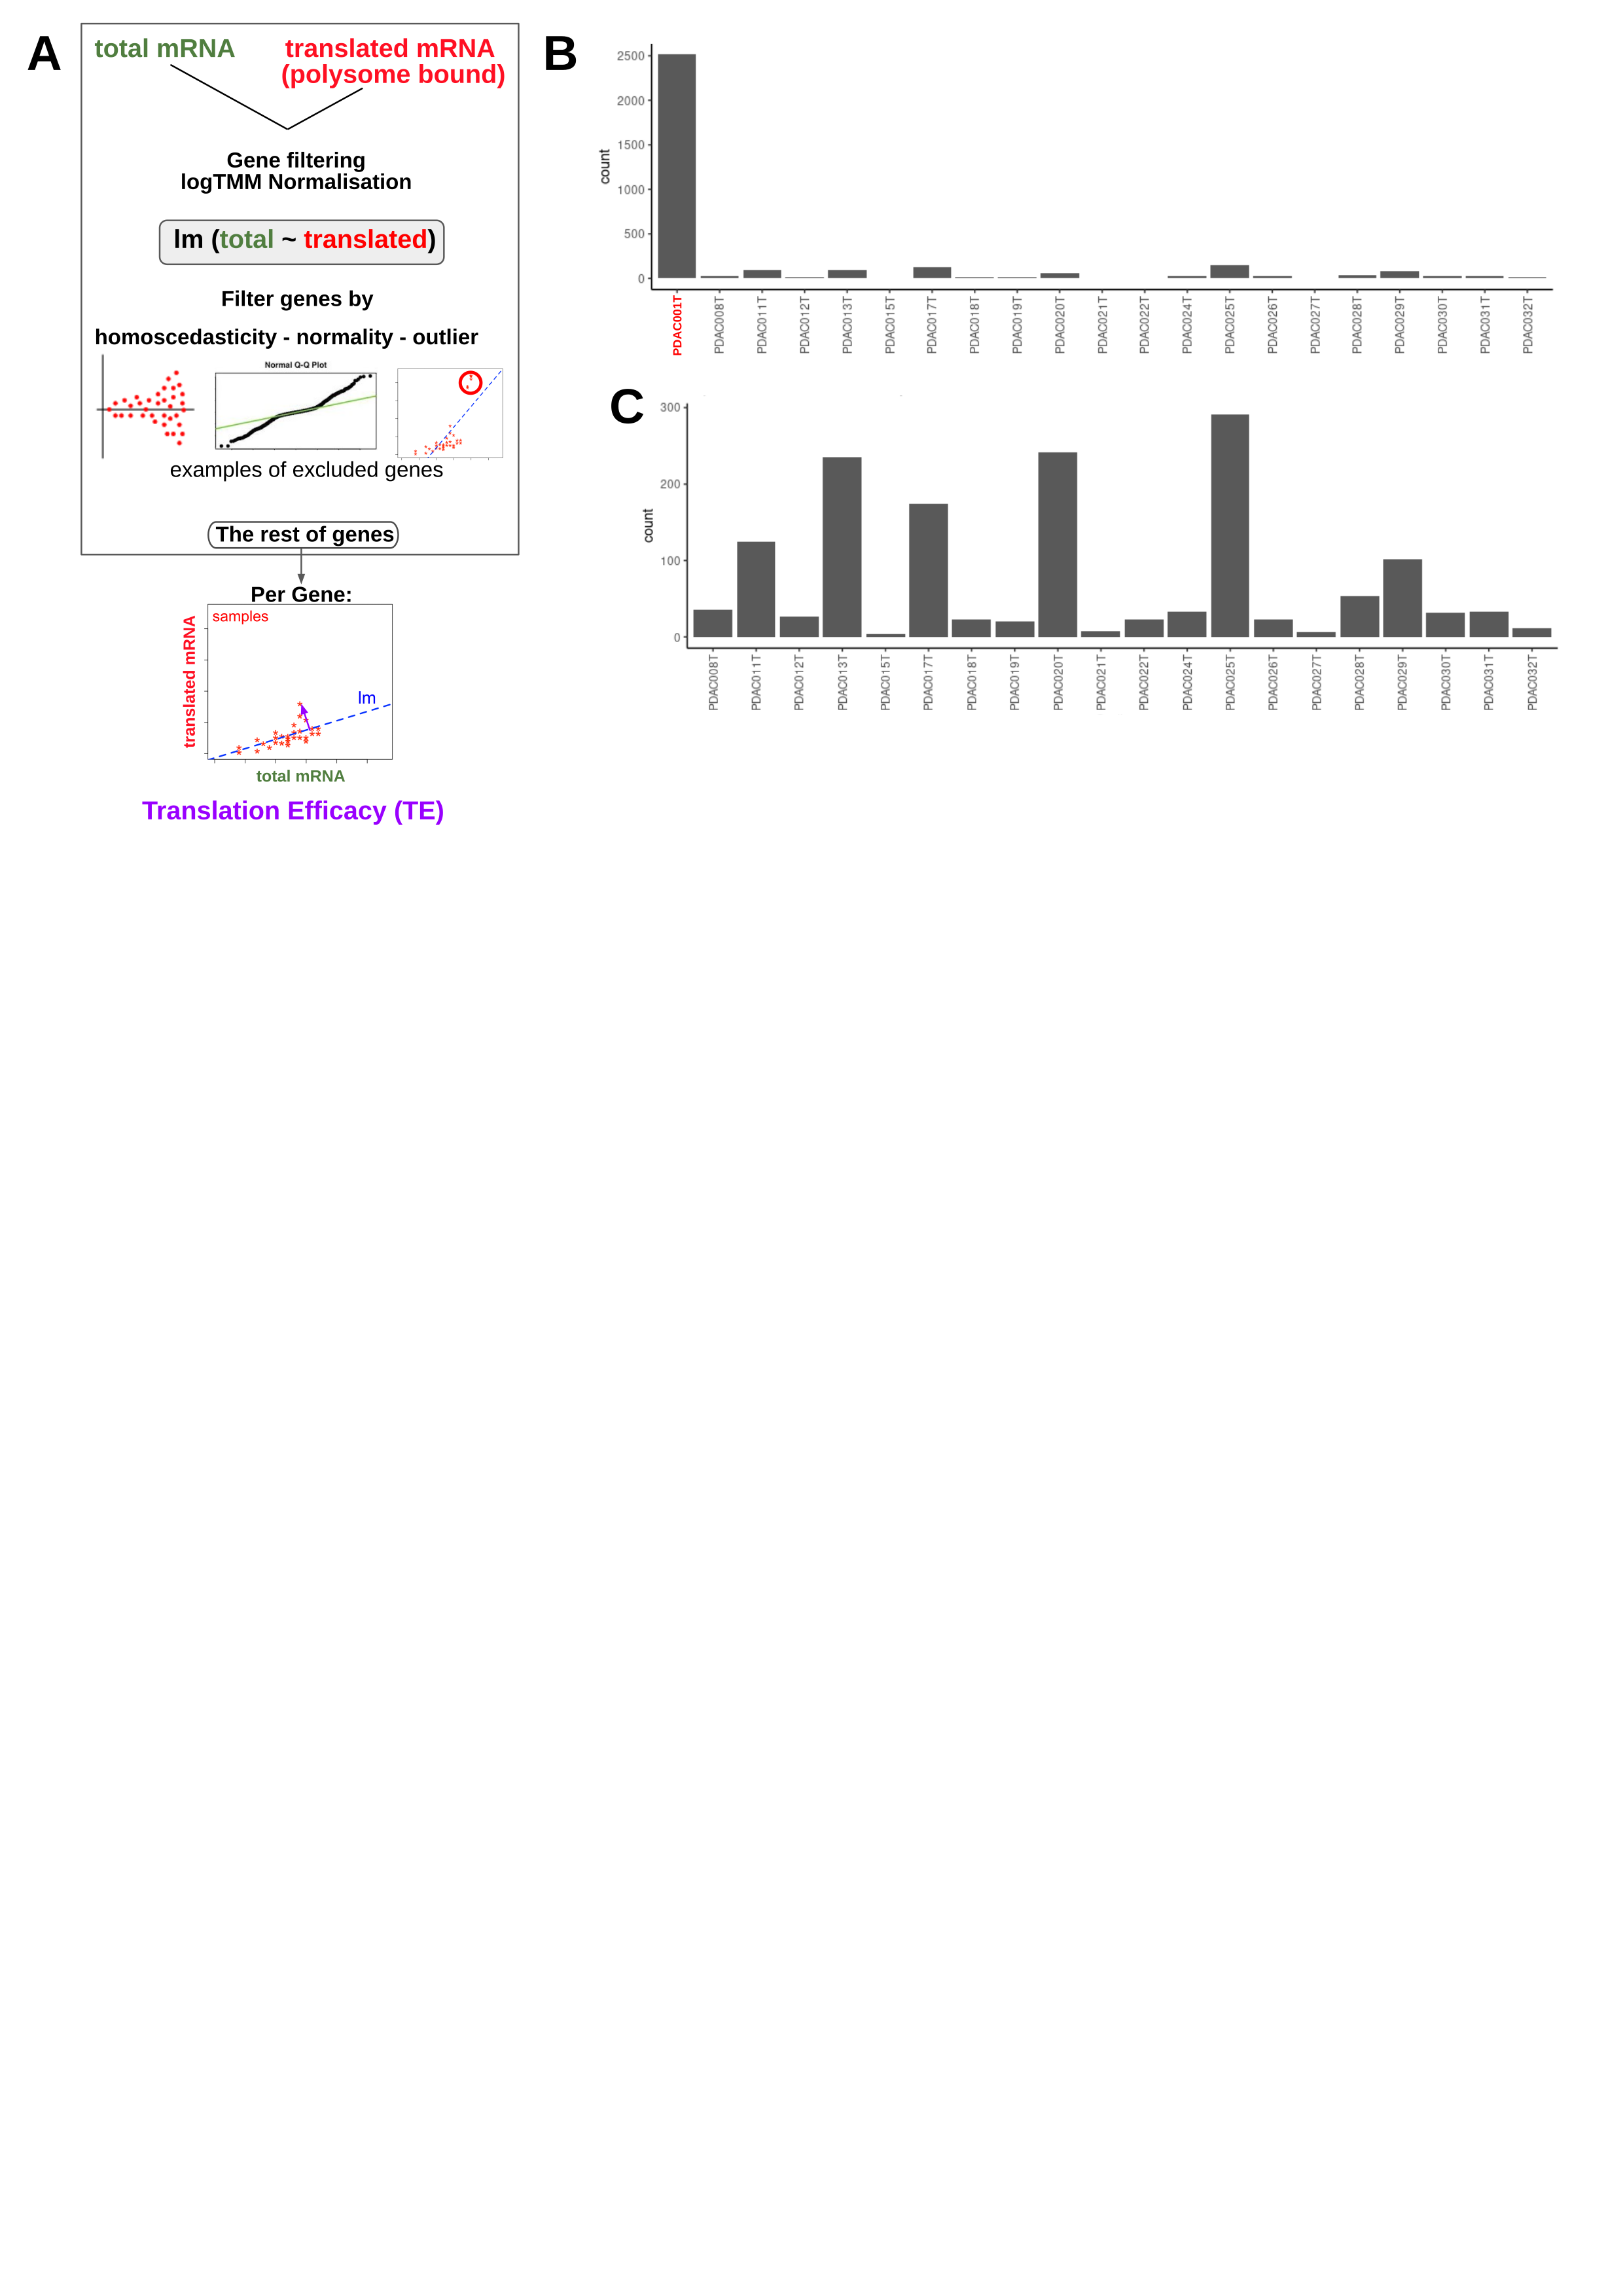 A
total mRNA
translated mRNA
(polysome bound)
Gene filtering
logTMM Normalisation
lm (total ~ translated)
Filter genes by
homoscedasticity - normality - outlier
Normal Q-Q Plot
examples of excluded genes
The rest of genes
Per Gene:
samples
translated mRNA
lm
total mRNA
Translation Efficacy (TE)
B
2500
2000
1500
1000
500
0
count
PDAC001T
PDAC008T
PDAC011T
PDAC012T
PDAC013T
PDAC015T
PDAC017T
PDAC018T
PDAC019T
PDAC020T
PDAC021T
PDAC022T
PDAC024T
PDAC025T
PDAC026T
PDAC027T
PDAC028T
PDAC029T
PDAC030T
PDAC031T
PDAC032T
C
300
200
100
0
count
PDAC008T
PDAC011T
PDAC012T
PDAC013T
PDAC015T
PDAC017T
PDAC018T
PDAC019T
PDAC020T
PDAC021T
PDAC022T
PDAC024T
PDAC025T
PDAC026T
PDAC027T
PDAC028T
PDAC029T
PDAC030T
PDAC031T
PDAC032T